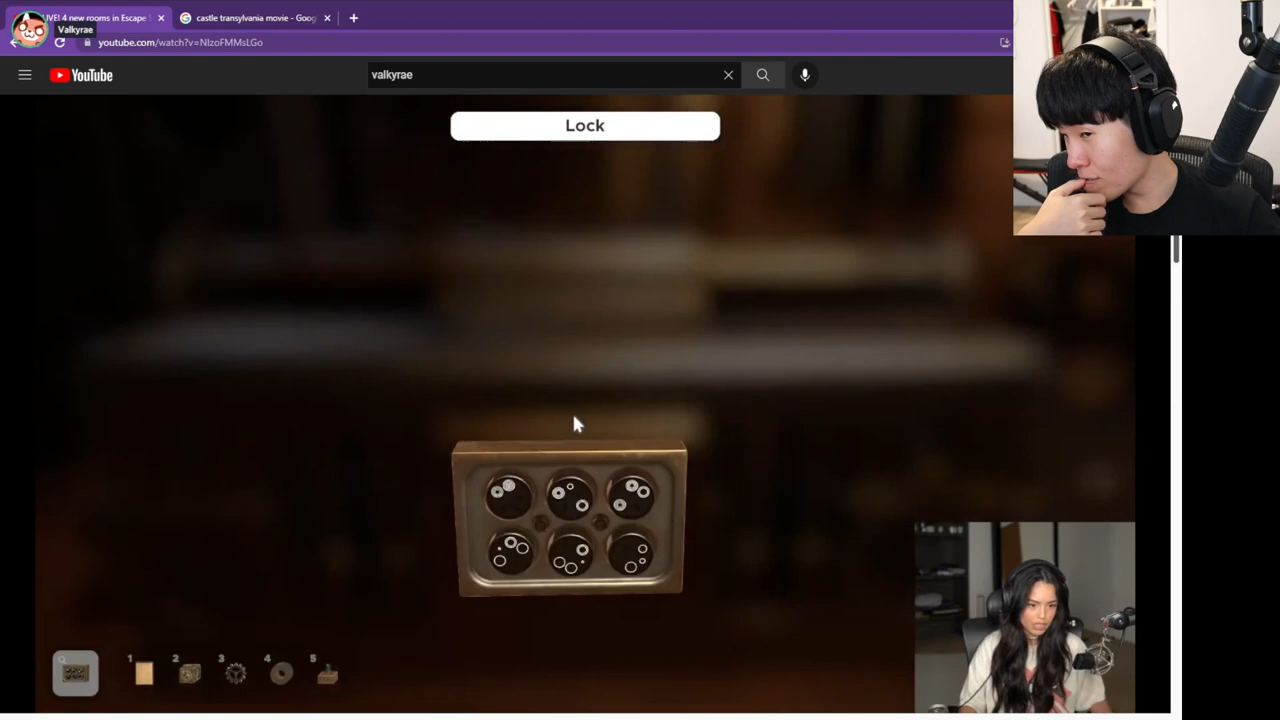 LIVE! 4 new rooms in Escape
castle transylvania movie - Goog
Valkyrae
youtube.com/watch?v=NIzoFMMsLGo
YouTube
valkyrae
Lock
1 2 3 4 5